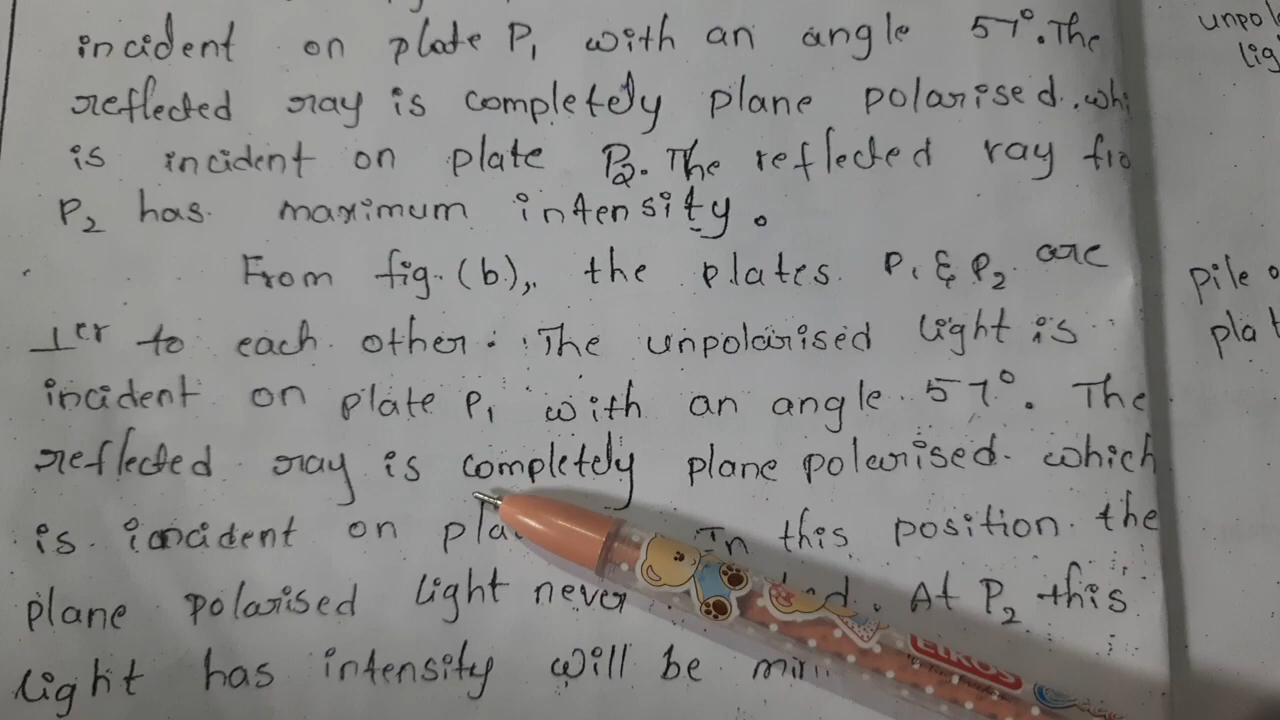 incident on plate P1 with an angle 57°. The
reflected ray is completely plane polarised. whi
is incident on plate P2. The reflected ray fro
P2 has maximum intensity.
From fig. (b), the plates P1 & P2 are
⊥er to each other. The unpolarised light is
incident on plate P1 with an angle 57°. The
reflected ray is completely plane polarised. which
is incident on pla In this position the
plane polarised light never At P2 this
light has intensity will be min
unpol
lig
pile o
plat